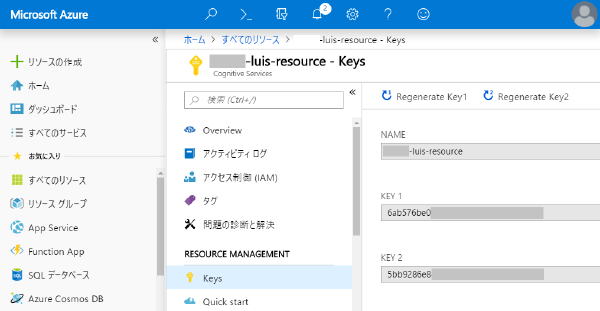 Microsoft Azure
2
«
リソースの作成
ホーム
ダッシュボード
すべてのサービス
お気に入り
すべてのリソース
リソース グループ
App Service
Function App
SQL データベース
Azure Cosmos DB
ホーム > すべてのリソース > -luis-resource - Keys
-luis-resource - Keys
Cognitive Services
検索 (Ctrl+/)
«
Overview
アクティビティ ログ
アクセス制御 (IAM)
タグ
問題の診断と解決
RESOURCE MANAGEMENT
Keys
Quick start
Regenerate Key1 Regenerate Key2
NAME
-luis-resource
KEY 1
6ab576be0
KEY 2
5bb9286e8